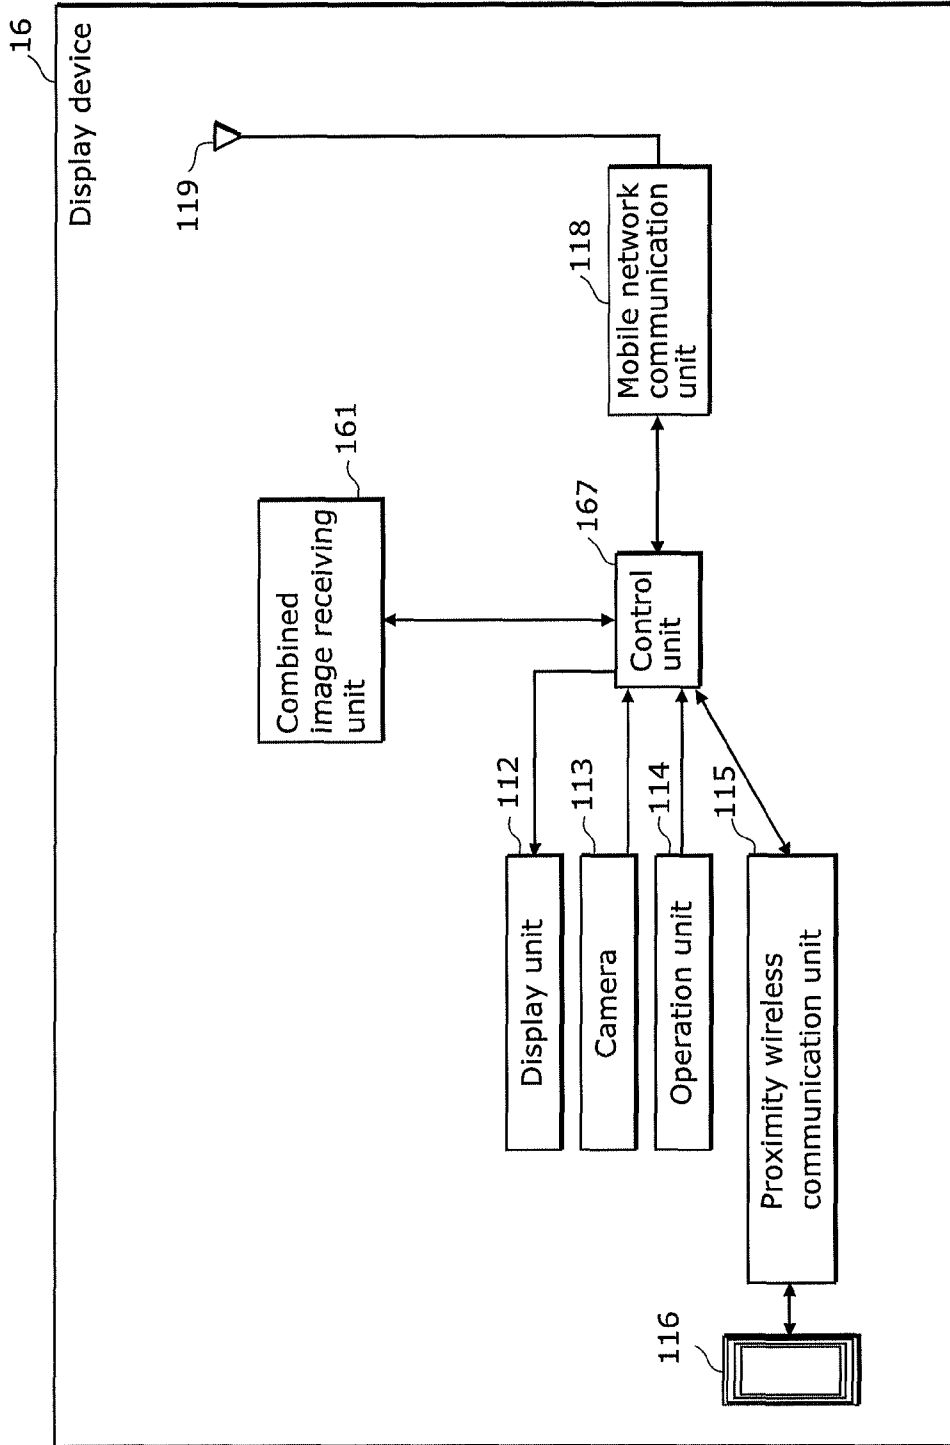 16
Display device
119
118
Mobile network
communication
unit
161
Combined
image receiving
unit
167
Control
unit
112
Display unit
113
Camera
114
Operation unit
115
Proximity wireless
communication unit
116